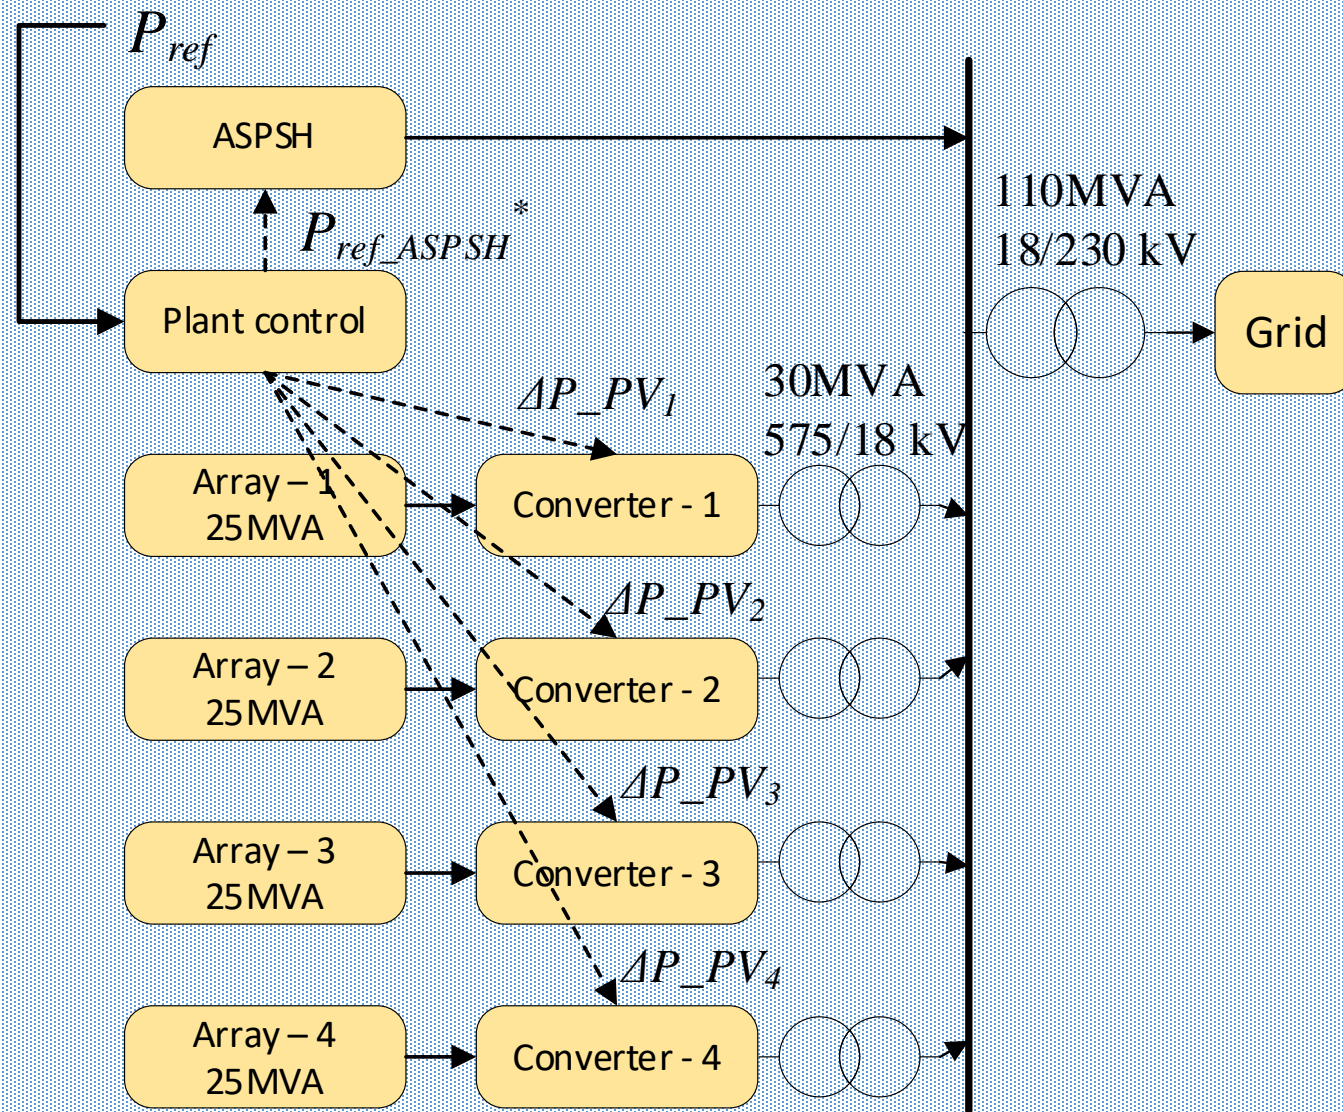 P_ref
ASPSH
P_ref_ASPSH*
110MVA
18/230 kV
Plant control
Grid
ΔP_PV₁
30MVA
575/18 kV
Array – 1
25MVA
Converter - 1
ΔP_PV₂
Array – 2
25MVA
Converter - 2
ΔP_PV₃
Array – 3
25MVA
Converter - 3
ΔP_PV₄
Array – 4
25MVA
Converter - 4